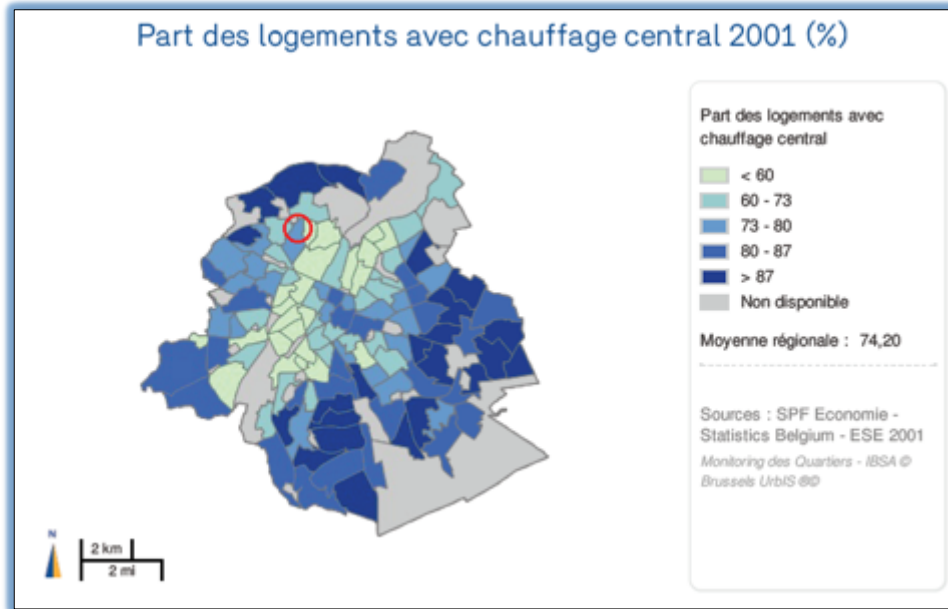 Part des logements avec chauffage central 2001 (%)
Part des logements avec
chauffage central
< 60
60 - 73
73 - 80
80 - 87
> 87
Non disponible
Moyenne régionale : 74,20
Sources : SPF Economie -
Statistics Belgium - ESE 2001
Monitoring des Quartiers - IBSA ©
Brussels UrbIS ®©
N
2 km
2 mi